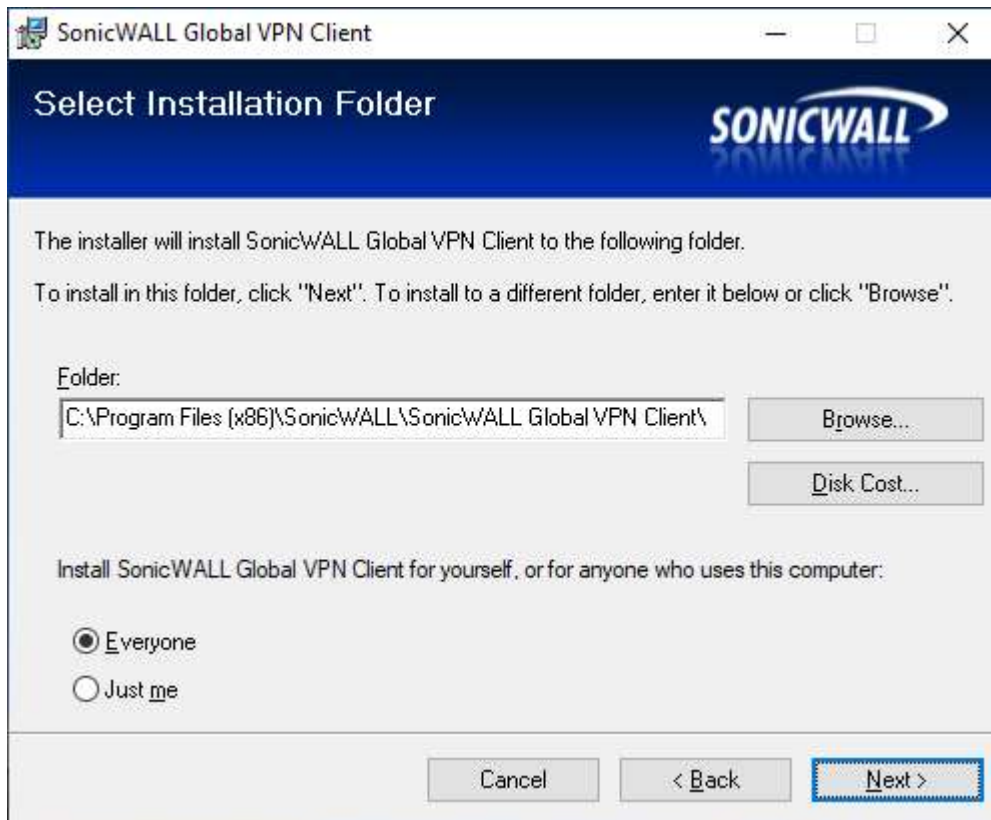 SonicWALL Global VPN Client
Select Installation Folder
SONICWALL
The installer will install SonicWALL Global VPN Client to the following folder.
To install in this folder, click "Next". To install to a different folder, enter it below or click "Browse".
Folder:
C:\Program Files (x86)\SonicWALL\SonicWALL Global VPN Client\
Browse...
Disk Cost...
Install SonicWALL Global VPN Client for yourself, or for anyone who uses this computer:
Everyone
Just me
Cancel
< Back
Next >